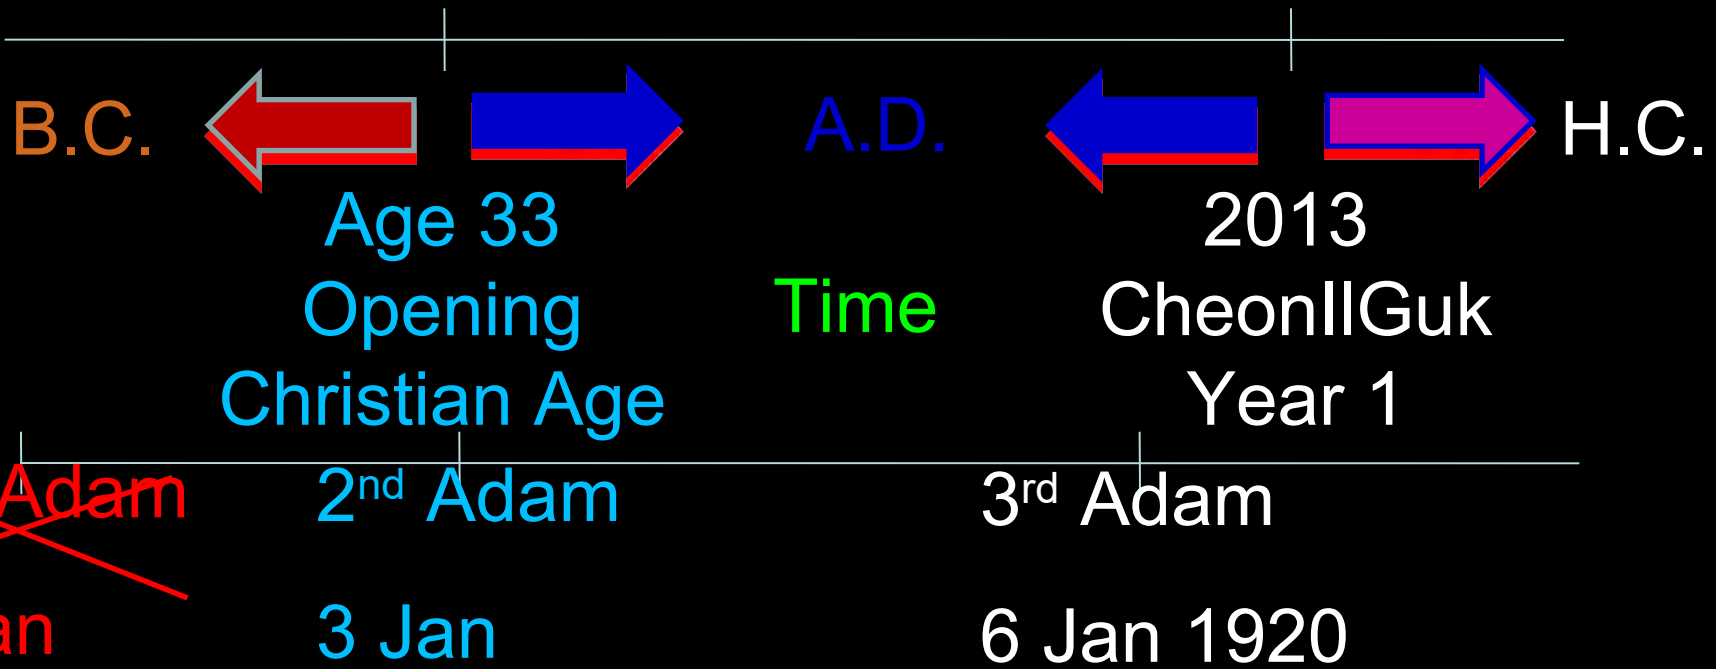 B.C. A.D. H.C.
Age 33 2013
Opening Time CheonIlGuk
Christian Age Year 1
Adam 2nd Adam 3rd Adam
3 Jan 6 Jan 1920